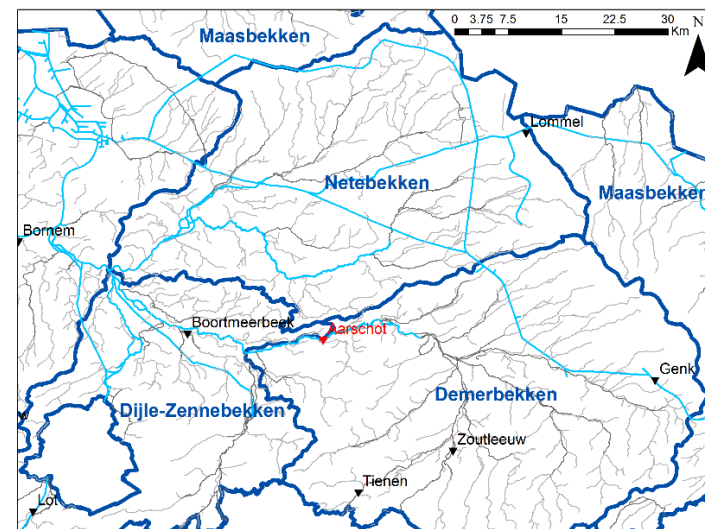 Maasbekken
0 3.75 7.5 15 22.5 30
Km
N
Lommel
Netebekken
Maasbekken
Bornem
Boortmeerbeek
Aarschot
Genk
Dijle-Zennebekken
Demerbekken
Zoutleeuw
Tienen
Lot